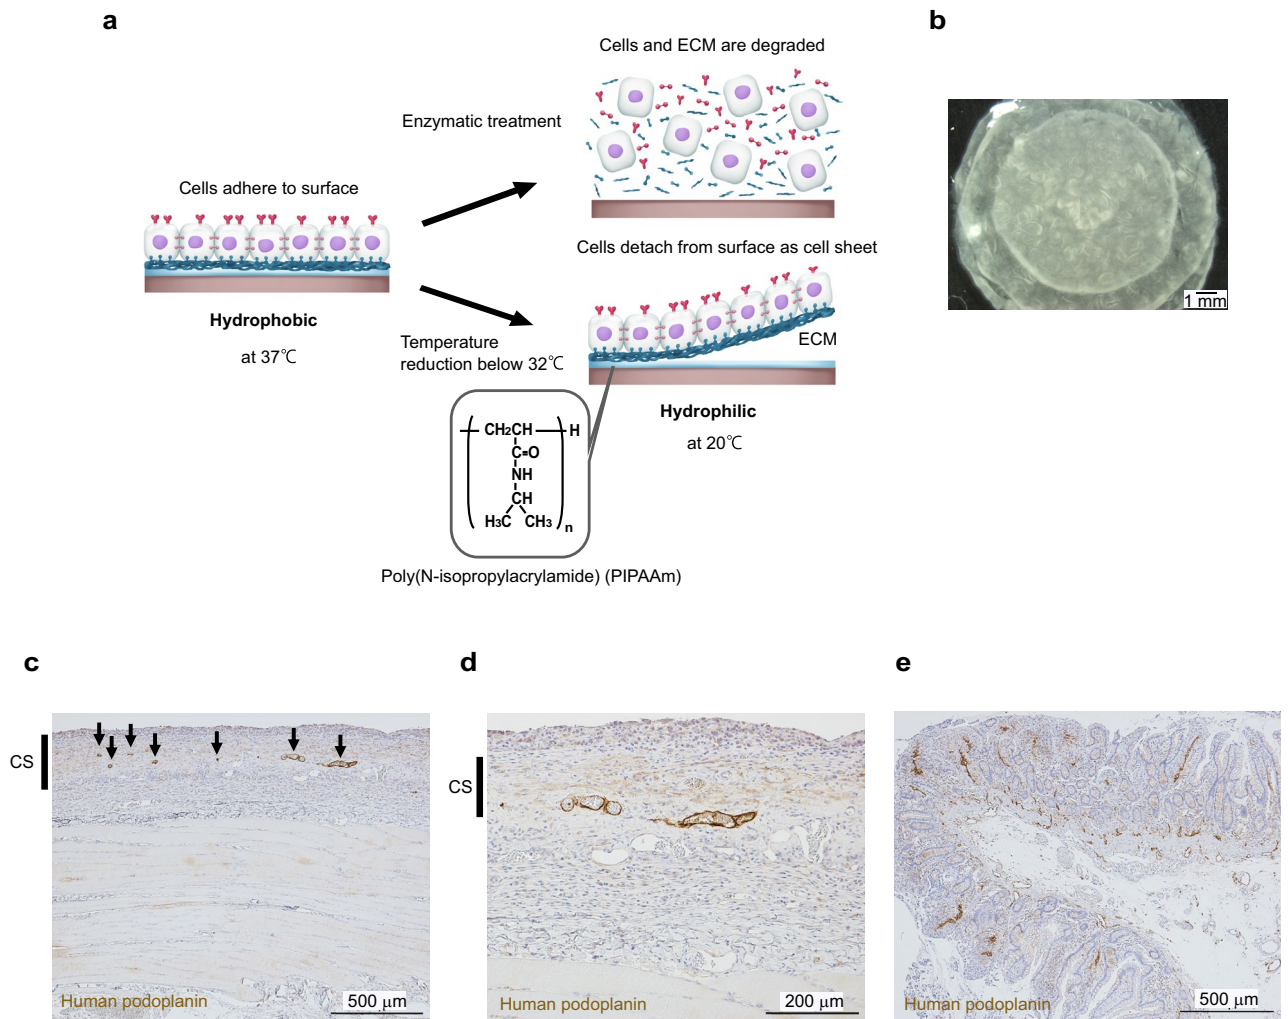 a
b
Cells and ECM are degraded
Enzymatic treatment
Cells adhere to surface
Cells detach from surface as cell sheet
Hydrophobic
at 37℃
Temperature
reduction below 32℃
ECM
Hydrophilic
at 20℃
1 mm
CH2CH
H
C=O
NH
CH
H3C CH3
n
Poly(N-isopropylacrylamide) (PIPAAm)
c
d
e
CS
CS
Human podoplanin
500 μm
Human podoplanin
200 μm
Human podoplanin
500 μm